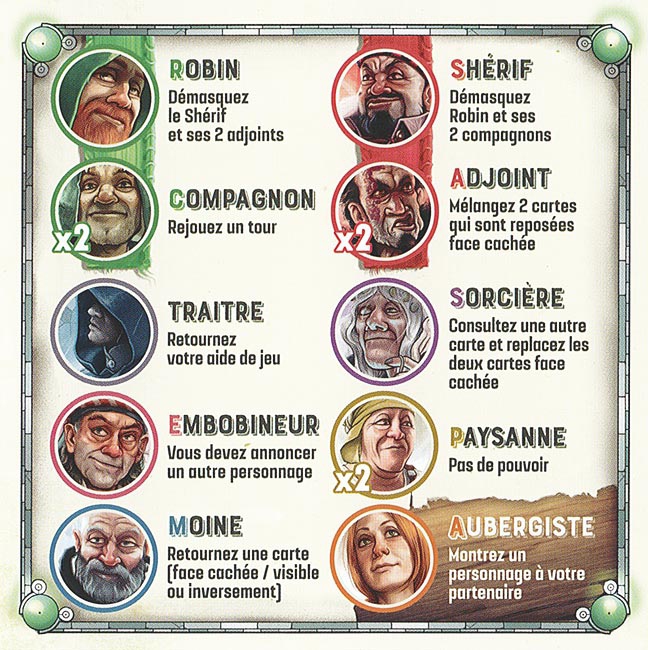 ROBIN
Démasquez
le Shérif
et ses 2 adjoints
SHÉRIF
Démasquez
Robin et ses
2 compagnons
x2
COMPAGNON
Rejouez un tour
x2
ADJOINT
Mélangez 2 cartes
qui sont reposées
face cachée
TRAITRE
Retournez
votre aide de jeu
SORCIÈRE
Consultez une autre
carte et replacez les
deux cartes face
cachée
EMBOBINEUR
Vous devez annoncer
un autre personnage
x2
PAYSANNE
Pas de pouvoir
MOINE
Retournez une carte
(face cachée / visible
ou inversement)
AUBERGISTE
Montrez un
personnage à votre
partenaire